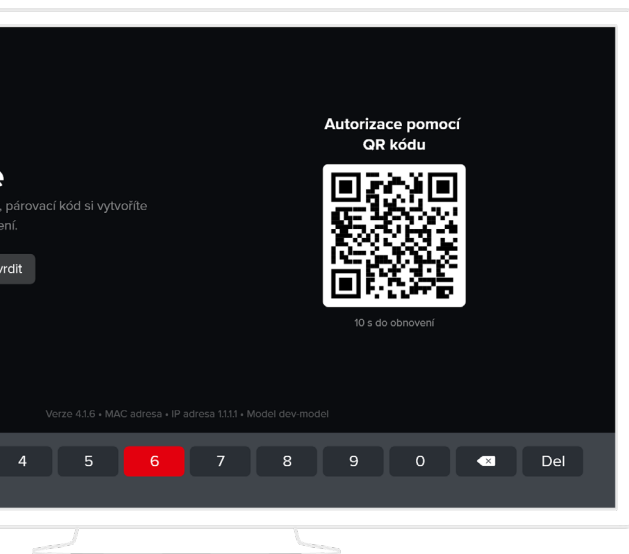 Autorizace pomocí
QR kódu
, párovací kód si vytvoříte
ení.
vrdit
10 s do obnovení
Verze 4.1.6 • MAC adresa • IP adresa 1.1.1.1 • Model dev-model
4 5 6 7 8 9 0 Del